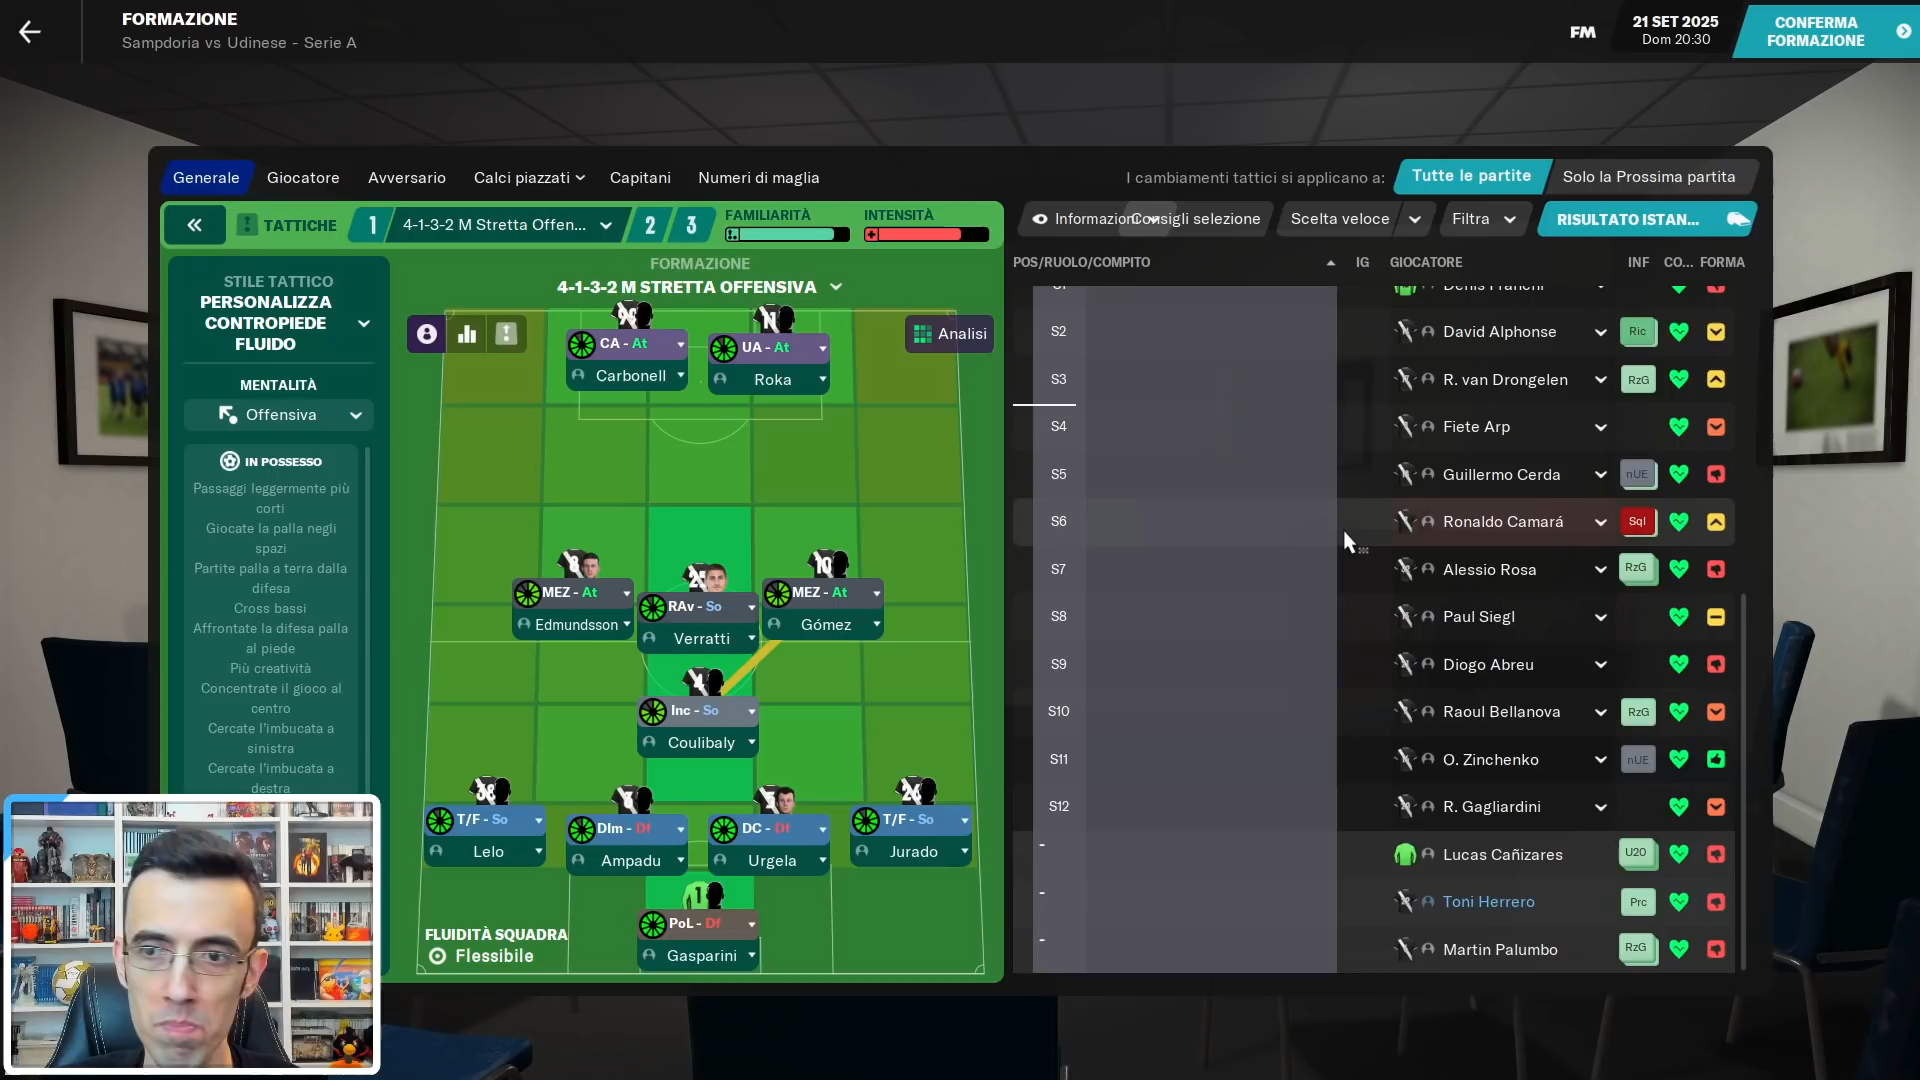 FORMAZIONE
Sampdoria vs Udinese - Serie A
FM
21 SET 2025
Dom 20:30
CONFERMA
FORMAZIONE
Generale
Giocatore
Avversario
Calci piazzati
Capitani
Numeri di maglia
I cambiamenti tattici si applicano a:
Tutte le partite
Solo la Prossima partita
TATTICHE
1
4-1-3-2 M Stretta Offen...
2
3
FAMILIARITÀ
INTENSITÀ
Informazioni
Consigli selezione
Scelta veloce
Filtra
RISULTATO ISTAN...
STILE TATTICO
PERSONALIZZA
CONTROPIEDE
FLUIDO
MENTALITÀ
Offensiva
IN POSSESSO
Passaggi leggermente più
corti
Giocate la palla negli
spazi
Partite palla a terra dalla
difesa
Cross bassi
Affrontate la difesa palla
al piede
Più creatività
Concentrate il gioco al
centro
Cercate l'imbucata a
sinistra
Cercate l'imbucata a
destra
FORMAZIONE
4-1-3-2 M STRETTA OFFENSIVA
Analisi
11
CA - At
Carbonell
UA - At
Roka
8
10
MEZ - At
Edmundsson
RAv - So
Verratti
MEZ - At
Gómez
4
Inc - So
Coulibaly
38
T/F - So
Lelo
DIm - Df
Ampadu
DC - Df
Urgela
T/F - So
Jurado
1
PoL - Df
Gasparini
FLUIDITÀ SQUADRA
Flessibile
POS/RUOLO/COMPITO
IG
GIOCATORE
INF
CO...
FORMA
S2
David Alphonse
Ric
S3
R. van Drongelen
RzG
S4
Fiete Arp
S5
Guillermo Cerda
nUE
S6
Ronaldo Camará
Sql
S7
Alessio Rosa
RzG
S8
Paul Siegl
S9
Diogo Abreu
S10
Raoul Bellanova
RzG
S11
O. Zinchenko
nUE
S12
R. Gagliardini
-
Lucas Cañizares
U20
-
Toni Herrero
Prc
-
Martin Palumbo
RzG